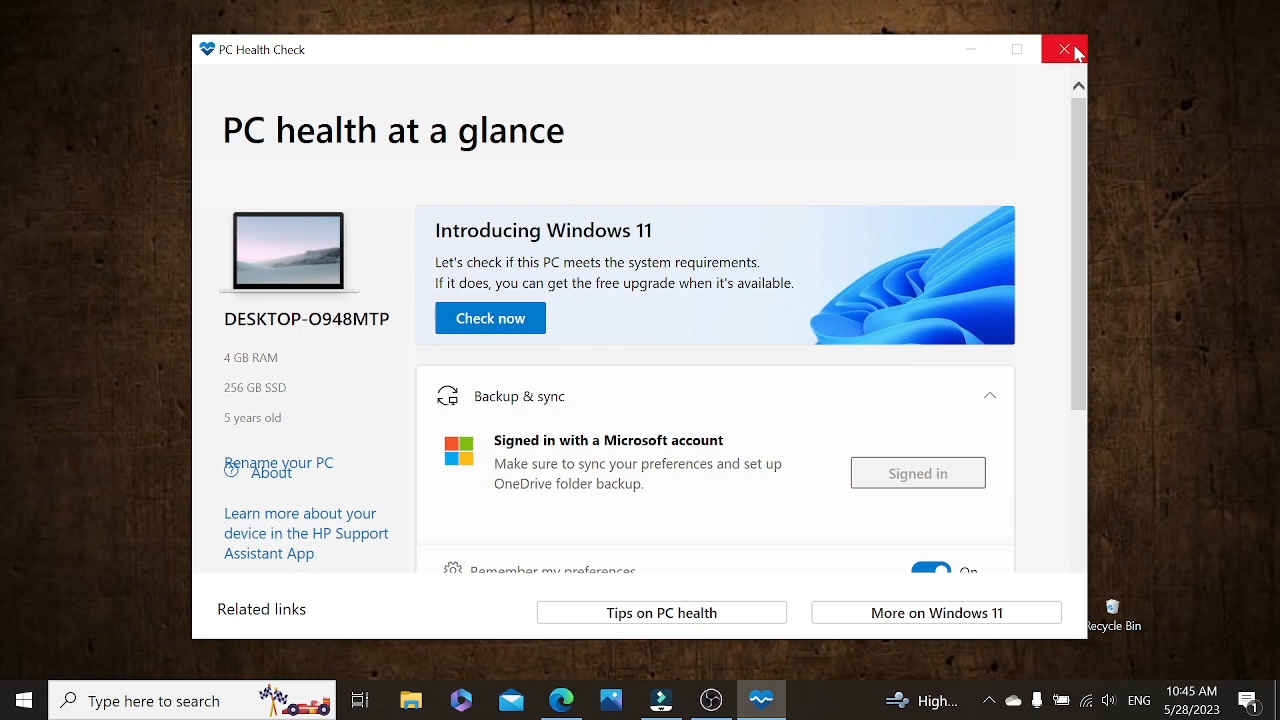 PC Health Check
PC health at a glance
DESKTOP-O948MTP
4 GB RAM
256 GB SSD
5 years old
Rename your PC
About
Learn more about your
device in the HP Support
Assistant App
Introducing Windows 11
Let's check if this PC meets the system requirements.
If it does, you can get the free upgrade when it's available.
Check now
Backup & sync
Signed in with a Microsoft account
Make sure to sync your preferences and set up
OneDrive folder backup.
Signed in
Remember my preferences
On
Related links
Tips on PC health
More on Windows 11
Recycle Bin
Type here to search
High...
ENG
10:45 AM
5/28/2023
1